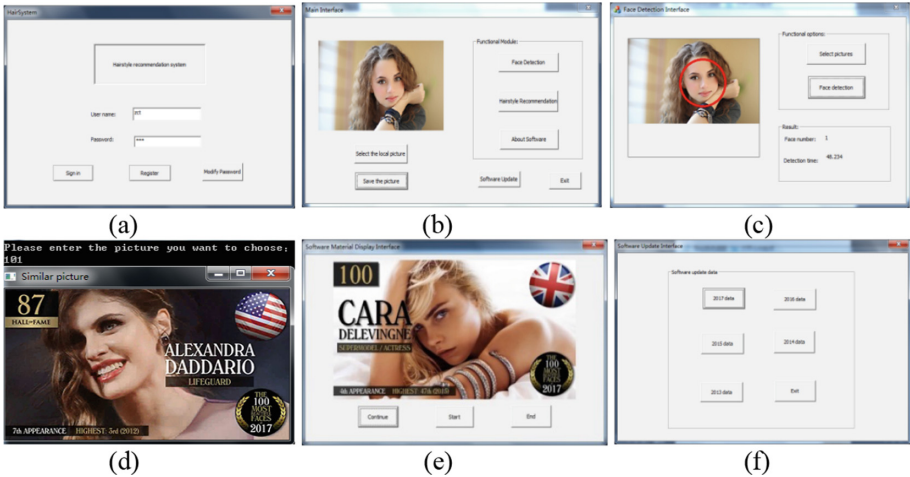 HairSystem
Hairstyle recommendation system
User name:
Password:
***
Sign in
Register
Modify Password
(a)
Main Interface
Functional Module:
Face Detection
Hairstyle Recommendation
About Software
Select the local picture
Save the picture
Software Update
Exit
(b)
Face Detection Interface
Functional options:
Select pictures
Face detection
Result:
Face number: 1
Detection time: 48.234
(c)
Please enter the picture you want to choose:
101
Similar picture
87
HALL=FAME
ALEXANDRA
DADDARIO
LIFEGUARD
THE
100
MOST
FACES
2017
7th APPEARANCE HIGHEST: 3rd (2012)
(d)
Software Material Display Interface
100
CARA
DELEVINGNE
SUPERMODEL / ACTRESS
THE
100
MOST
FACES
2017
4th APPEARANCE
Continue
Start
End
(e)
Software Update Interface
Software update data
2017 data
2016 data
2015 data
2014 data
2013 data
Exit
(f)